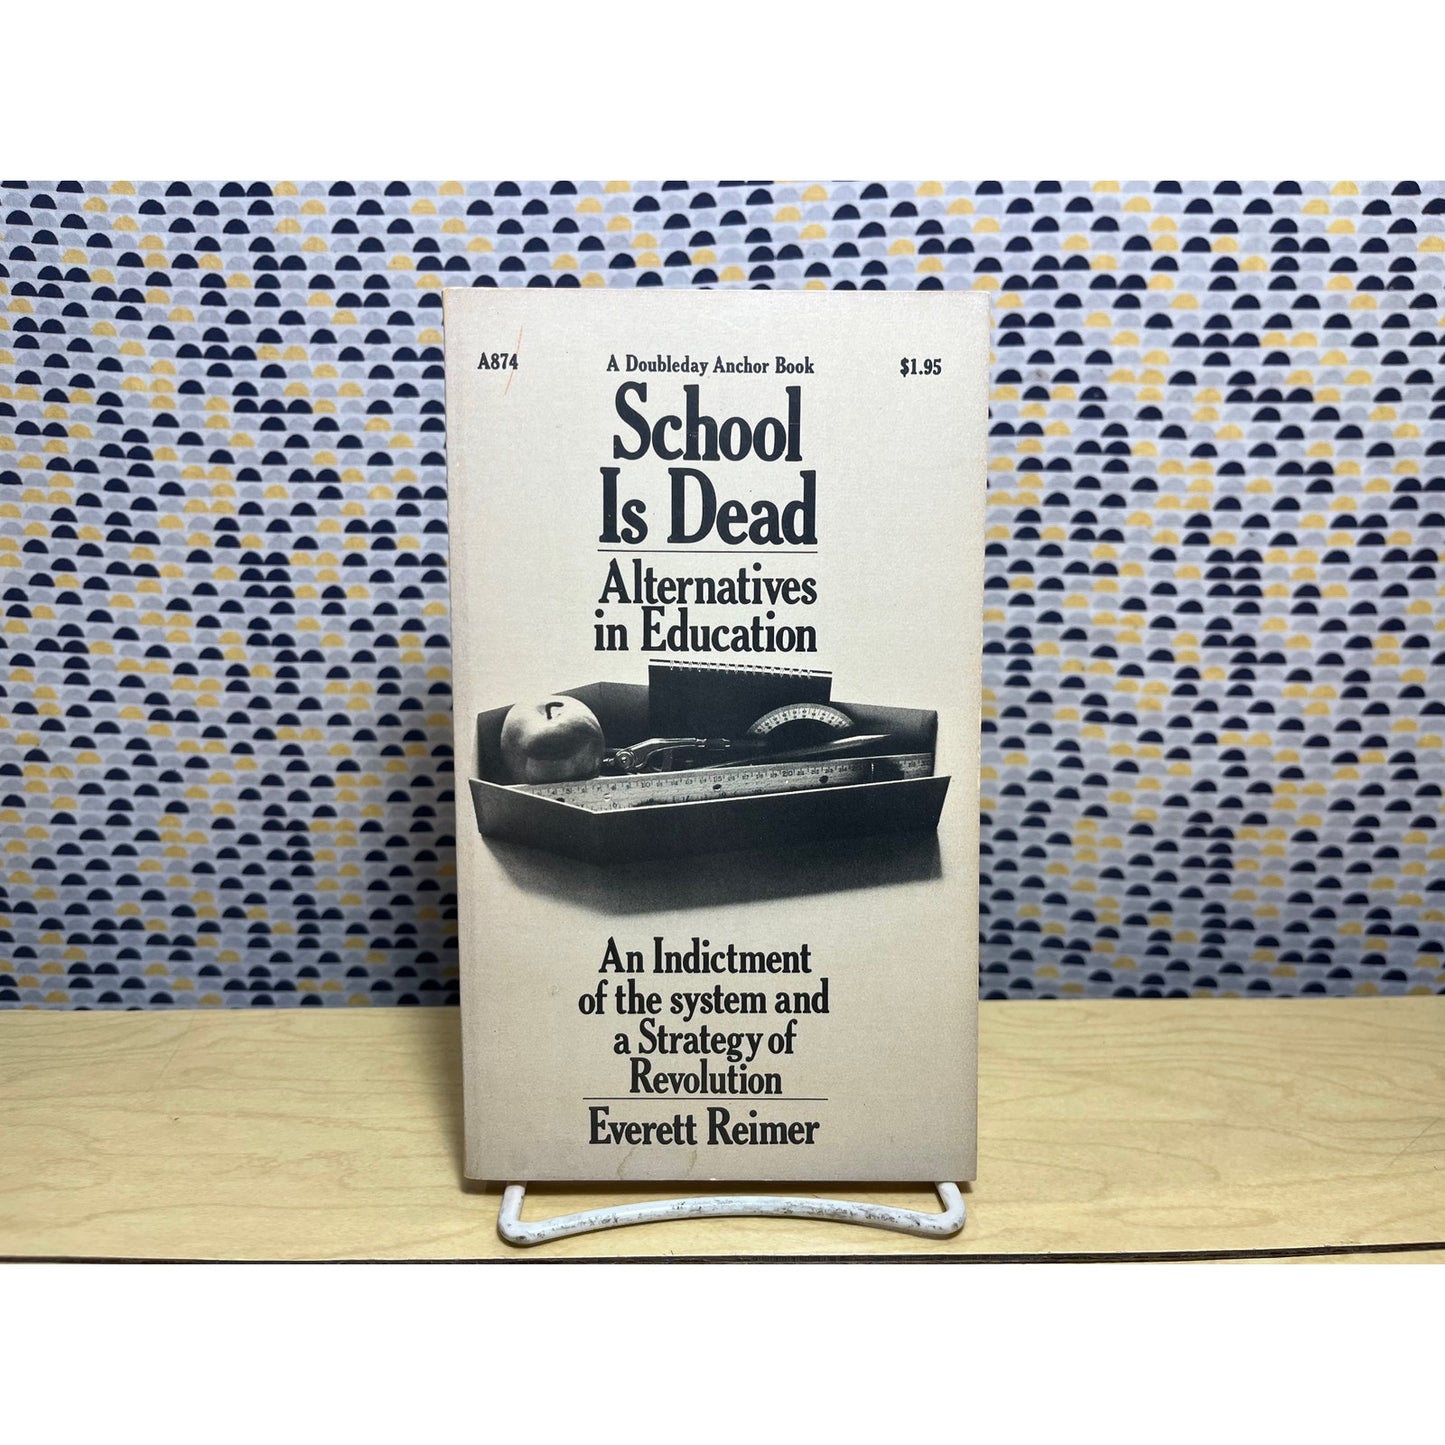 A874 A Doubleday Anchor Book $1.95
School
Is Dead
Alternatives
in Education
An Indictment
of the system and
a Strategy of
Revolution
Everett Reimer